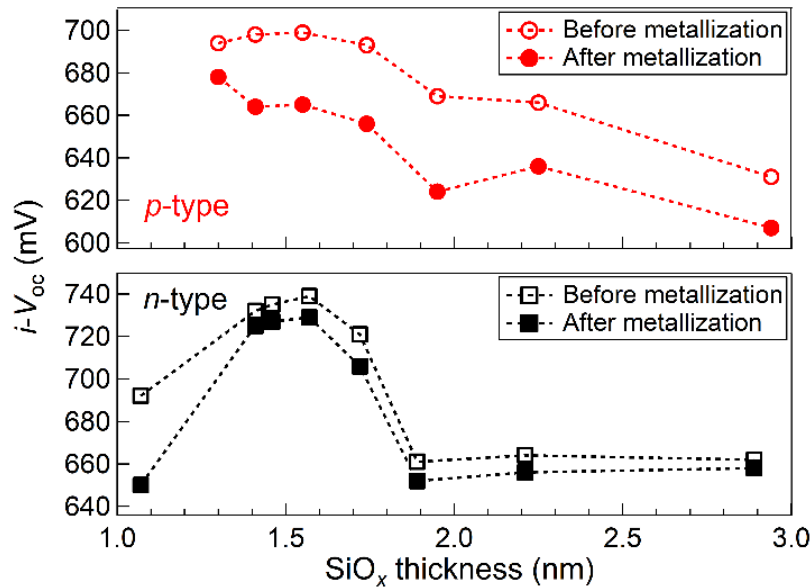 700
680
660
640
620
600
Before metallization
After metallization
p-type
i-Voc (mV)
740
720
700
680
660
640
n-type
Before metallization
After metallization
1.0
1.5
2.0
2.5
3.0
SiOx thickness (nm)